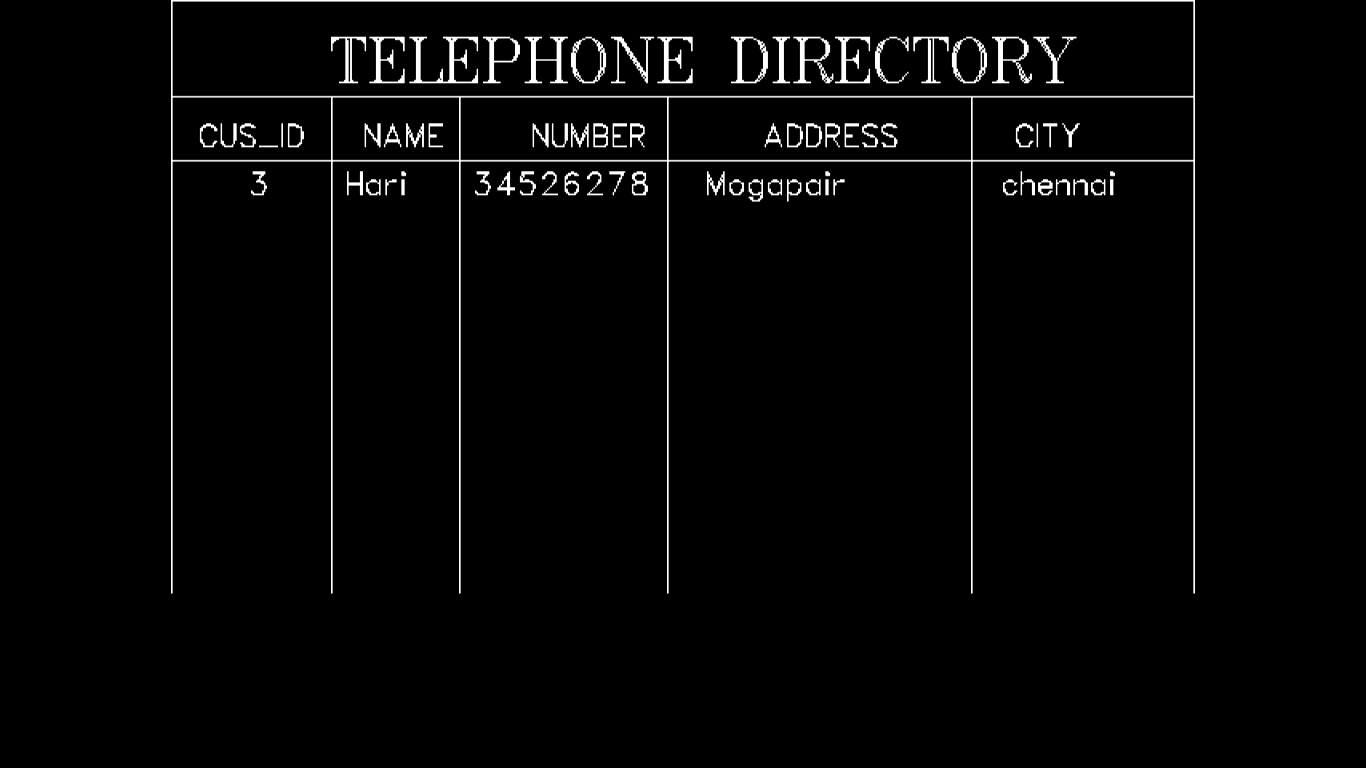 TELEPHONE DIRECTORY
CUS_ID NAME NUMBER ADDRESS CITY
3 Hari 34526278 Mogapair chennai